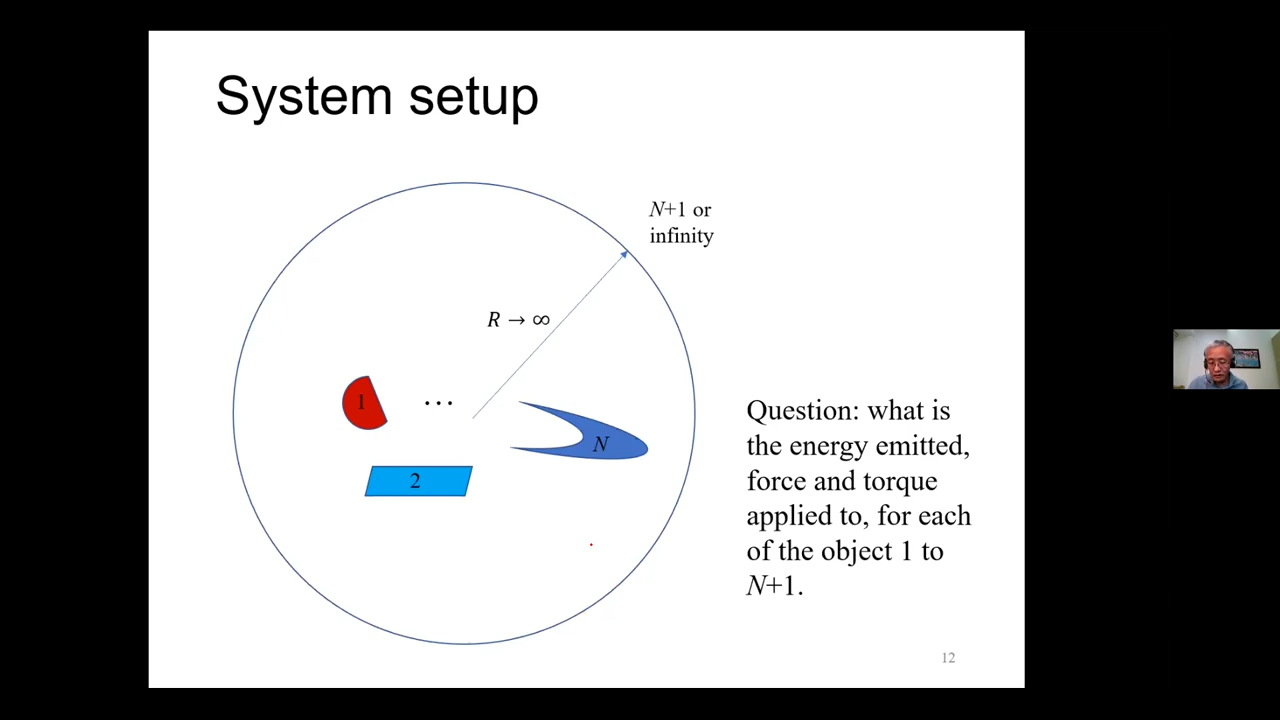 System setup
N+1 or
infinity
R → ∞
1
...
N
2
Question: what is
the energy emitted,
force and torque
applied to, for each
of the object 1 to
N+1.
12